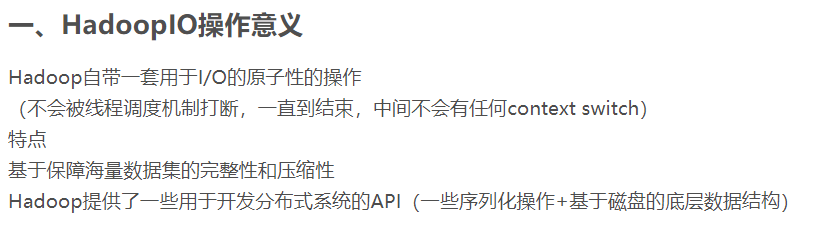 一、HadoopIO操作意义
Hadoop自带一套用于I/O的原子性的操作
（不会被线程调度机制打断，一直到结束，中间不会有任何context switch）
特点
基于保障海量数据集的完整性和压缩性
Hadoop提供了一些用于开发分布式系统的API（一些序列化操作+基于磁盘的底层数据结构）